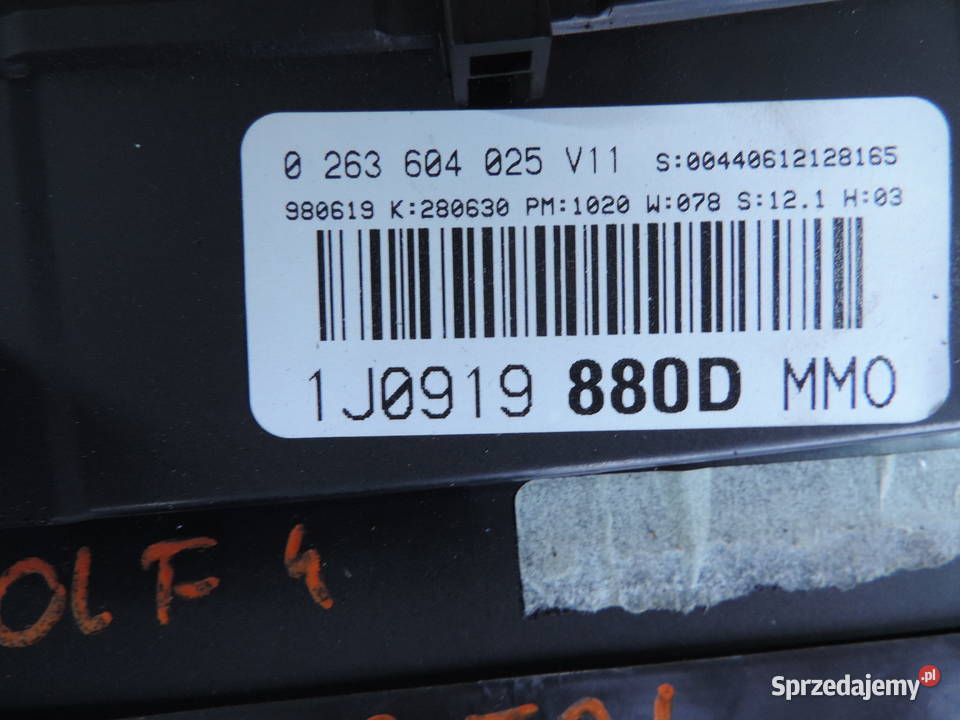 0 263 604 025 V11 S:00440612128165
980619 K:280630 PM:1020 W:078 S:12.1 H:03
1J0919 880D MMO
OLF 4
Sprzedajemy.pl